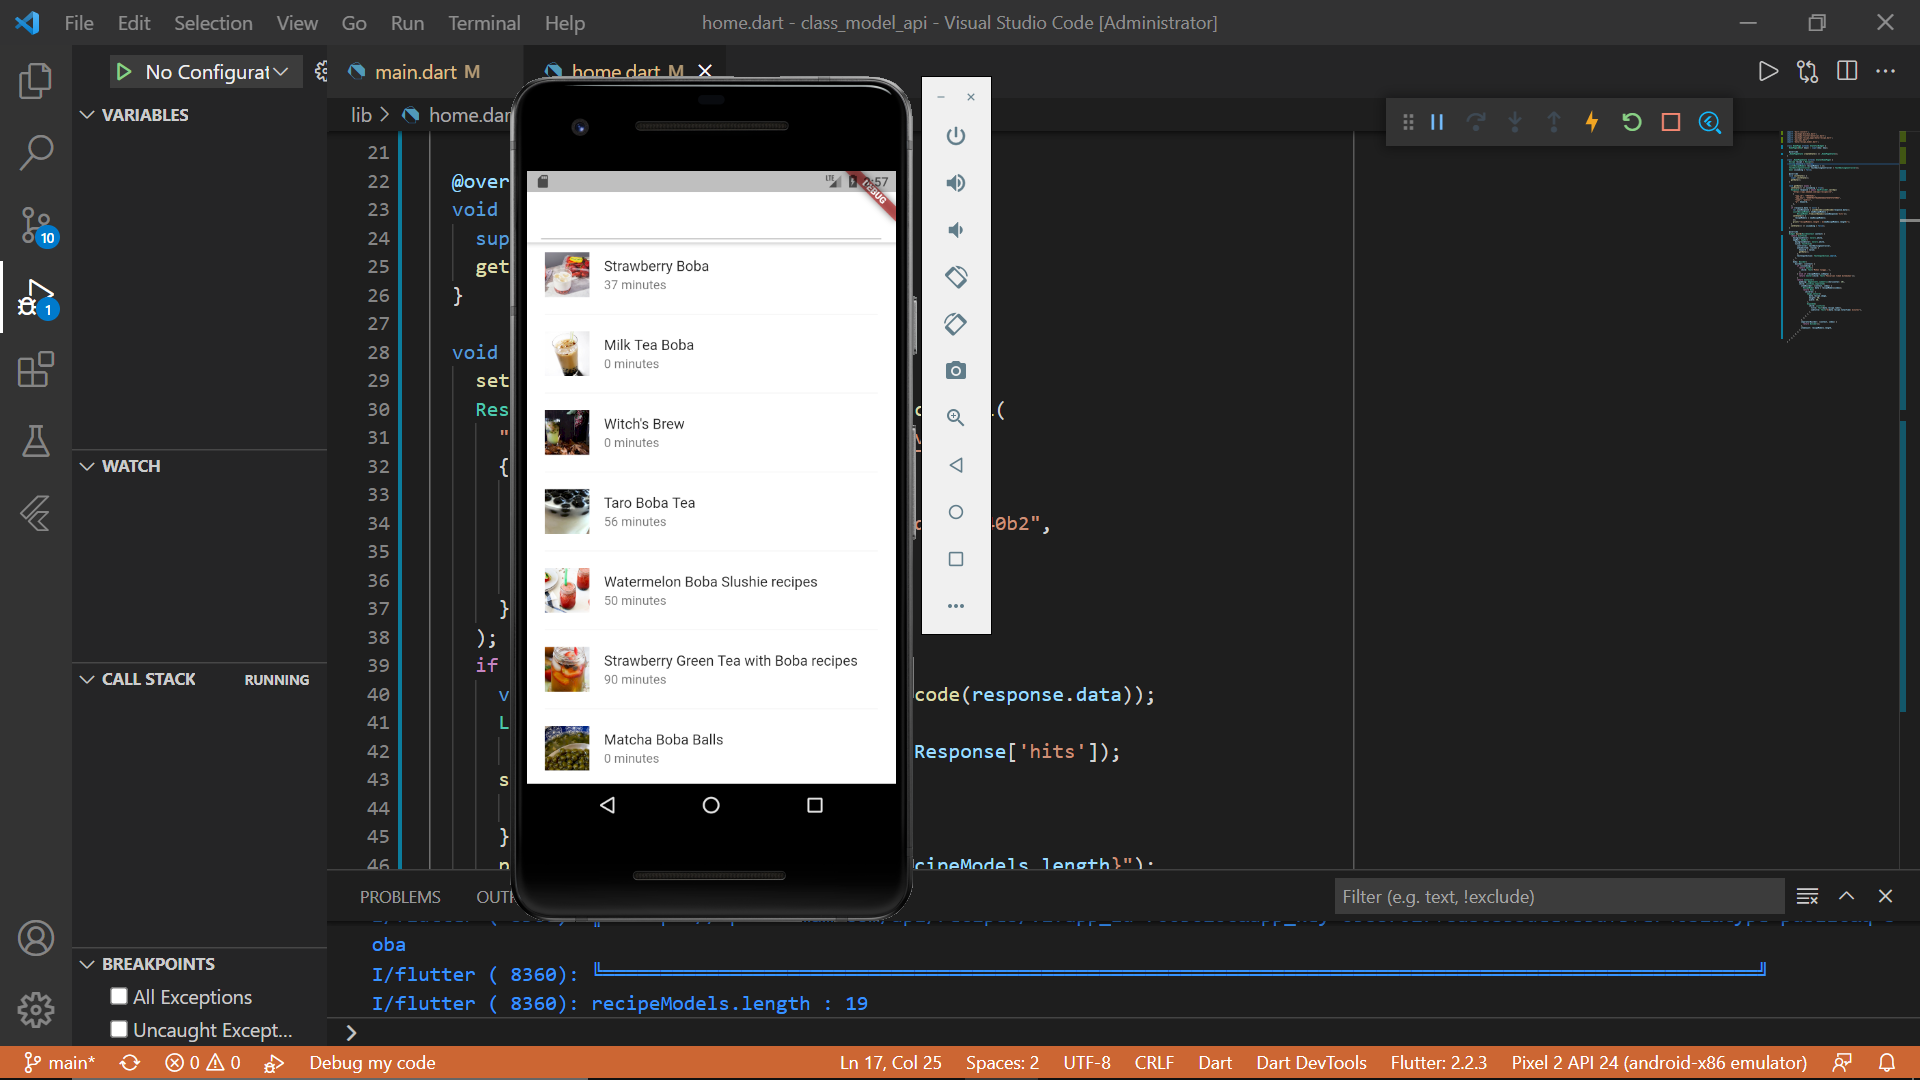 File Edit Selection View Go Run Terminal Help
home.dart - class_model_api - Visual Studio Code [Administrator]
No Configurat
main.dart M
home.dart M
VARIABLES
lib > home.dar
21
22 @over
23 void
24 sup
25 get
26 }
27
28 void
29 set
30 Res
31 "
32 {
33
34 0b2",
35
36
37 }
38 );
39 if
40 v code(response.data));
41 L
42 Response['hits']);
43 s
44
45 }
46 cipeModels.length}");
WATCH
CALL STACK RUNNING
BREAKPOINTS
All Exceptions
Uncaught Except...
10
1
LTE :57
DEBUG
Strawberry Boba
37 minutes
Milk Tea Boba
0 minutes
Witch's Brew
0 minutes
Taro Boba Tea
56 minutes
Watermelon Boba Slushie recipes
50 minutes
Strawberry Green Tea with Boba recipes
90 minutes
Matcha Boba Balls
0 minutes
PROBLEMS OUT
Filter (e.g. text, !exclude)
oba
I/flutter ( 8360): ╚══════════════════════════════════════════════════════════════════════════════════════════╝
I/flutter ( 8360): recipeModels.length : 19
main* 0 0 Debug my code
Ln 17, Col 25 Spaces: 2 UTF-8 CRLF Dart Dart DevTools Flutter: 2.2.3 Pixel 2 API 24 (android-x86 emulator)